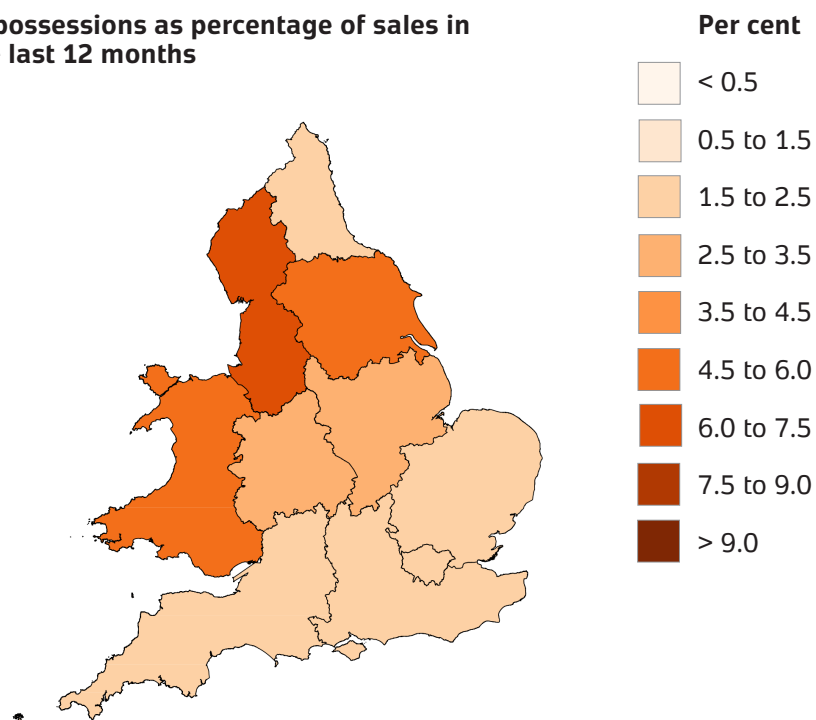 possessions as percentage of sales in
last 12 months
Per cent
< 0.5
0.5 to 1.5
1.5 to 2.5
2.5 to 3.5
3.5 to 4.5
4.5 to 6.0
6.0 to 7.5
7.5 to 9.0
> 9.0